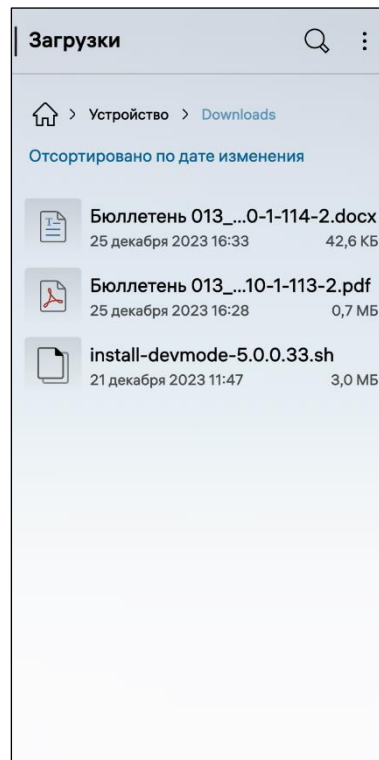 Загрузки
Устройство > Downloads
Отсортировано по дате изменения
Бюллетень 013_...0-1-114-2.docx
25 декабря 2023 16:33 42,6 КБ
Бюллетень 013_...10-1-113-2.pdf
25 декабря 2023 16:28 0,7 МБ
install-devmode-5.0.0.33.sh
21 декабря 2023 11:47 3,0 МБ